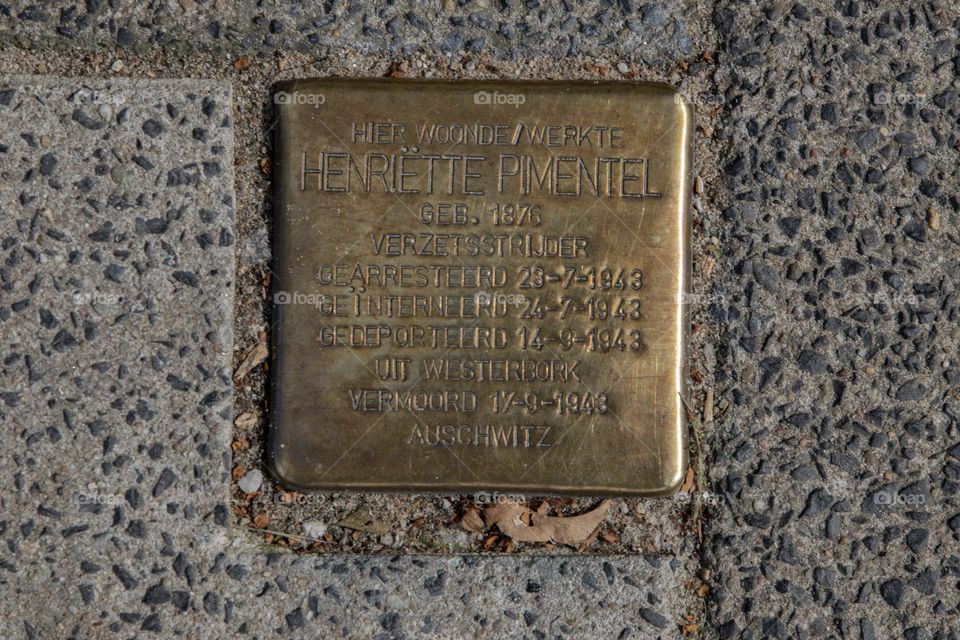 HIER WOONDE/WERKTE
HENRIËTTE PIMENTEL
GEB. 1876
VERZETSSTRIJDER
GEARRESTEERD 23-7-1943
GEÏNTERNEERD 24-7-1943
GEDEPORTEERD 14-9-1943
UIT WESTERBORK
VERMOORD 17-9-1943
AUSCHWITZ